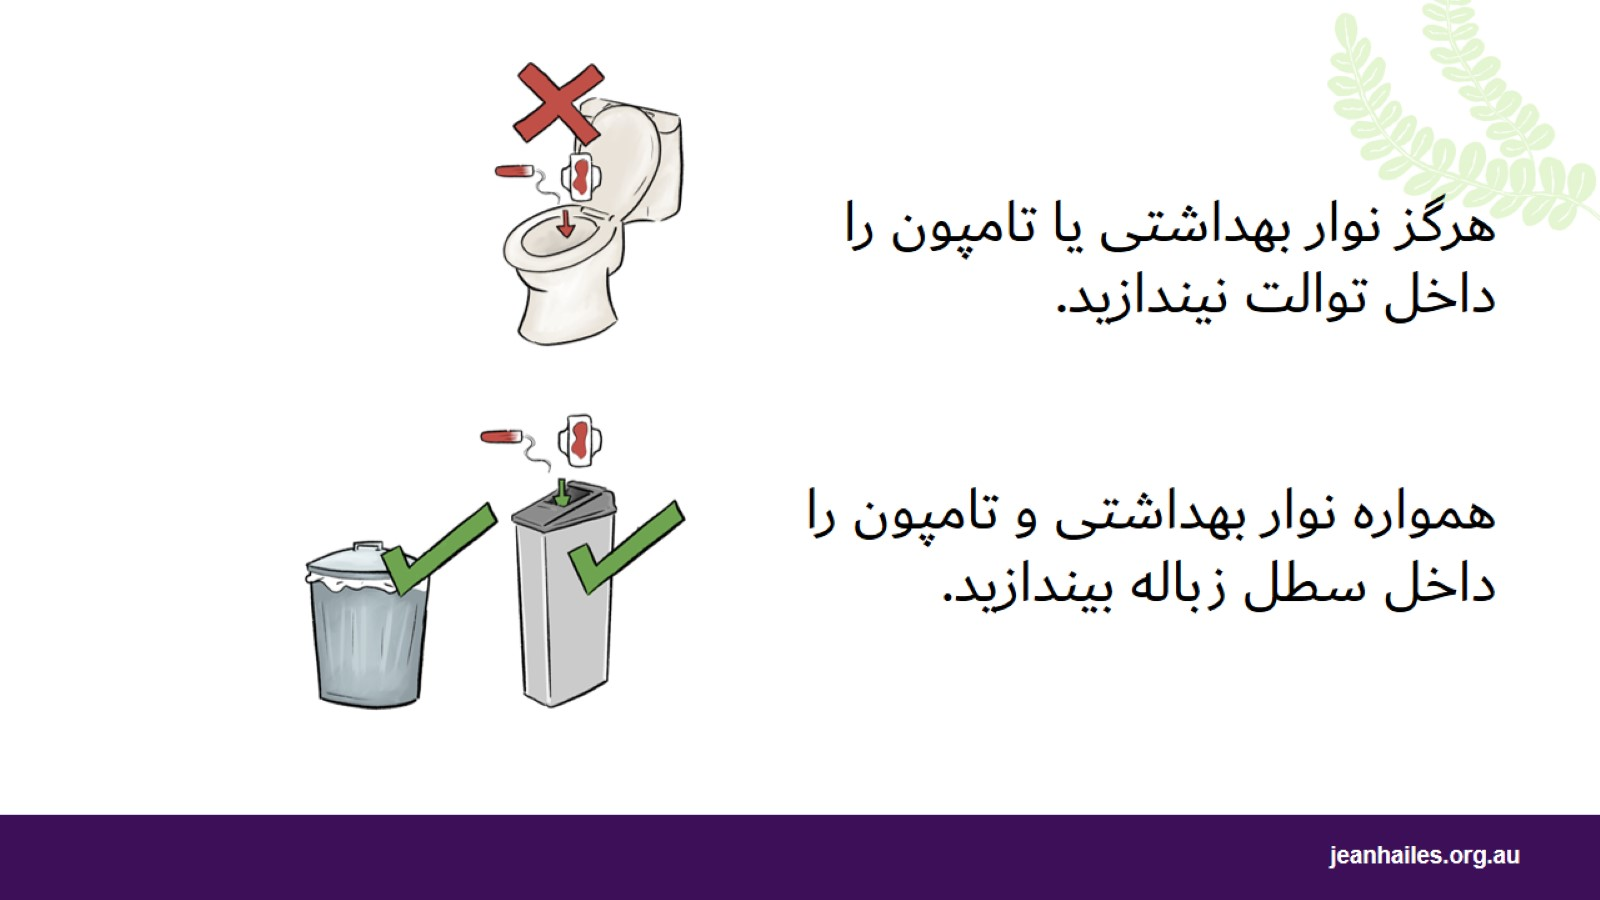 هرگز نوار بهداشتی یا تامپون را
داخل توالت نیندازید.
همواره نوار بهداشتی و تامپون را
داخل سطل زباله بیندازید.
jeanhailes.org.au